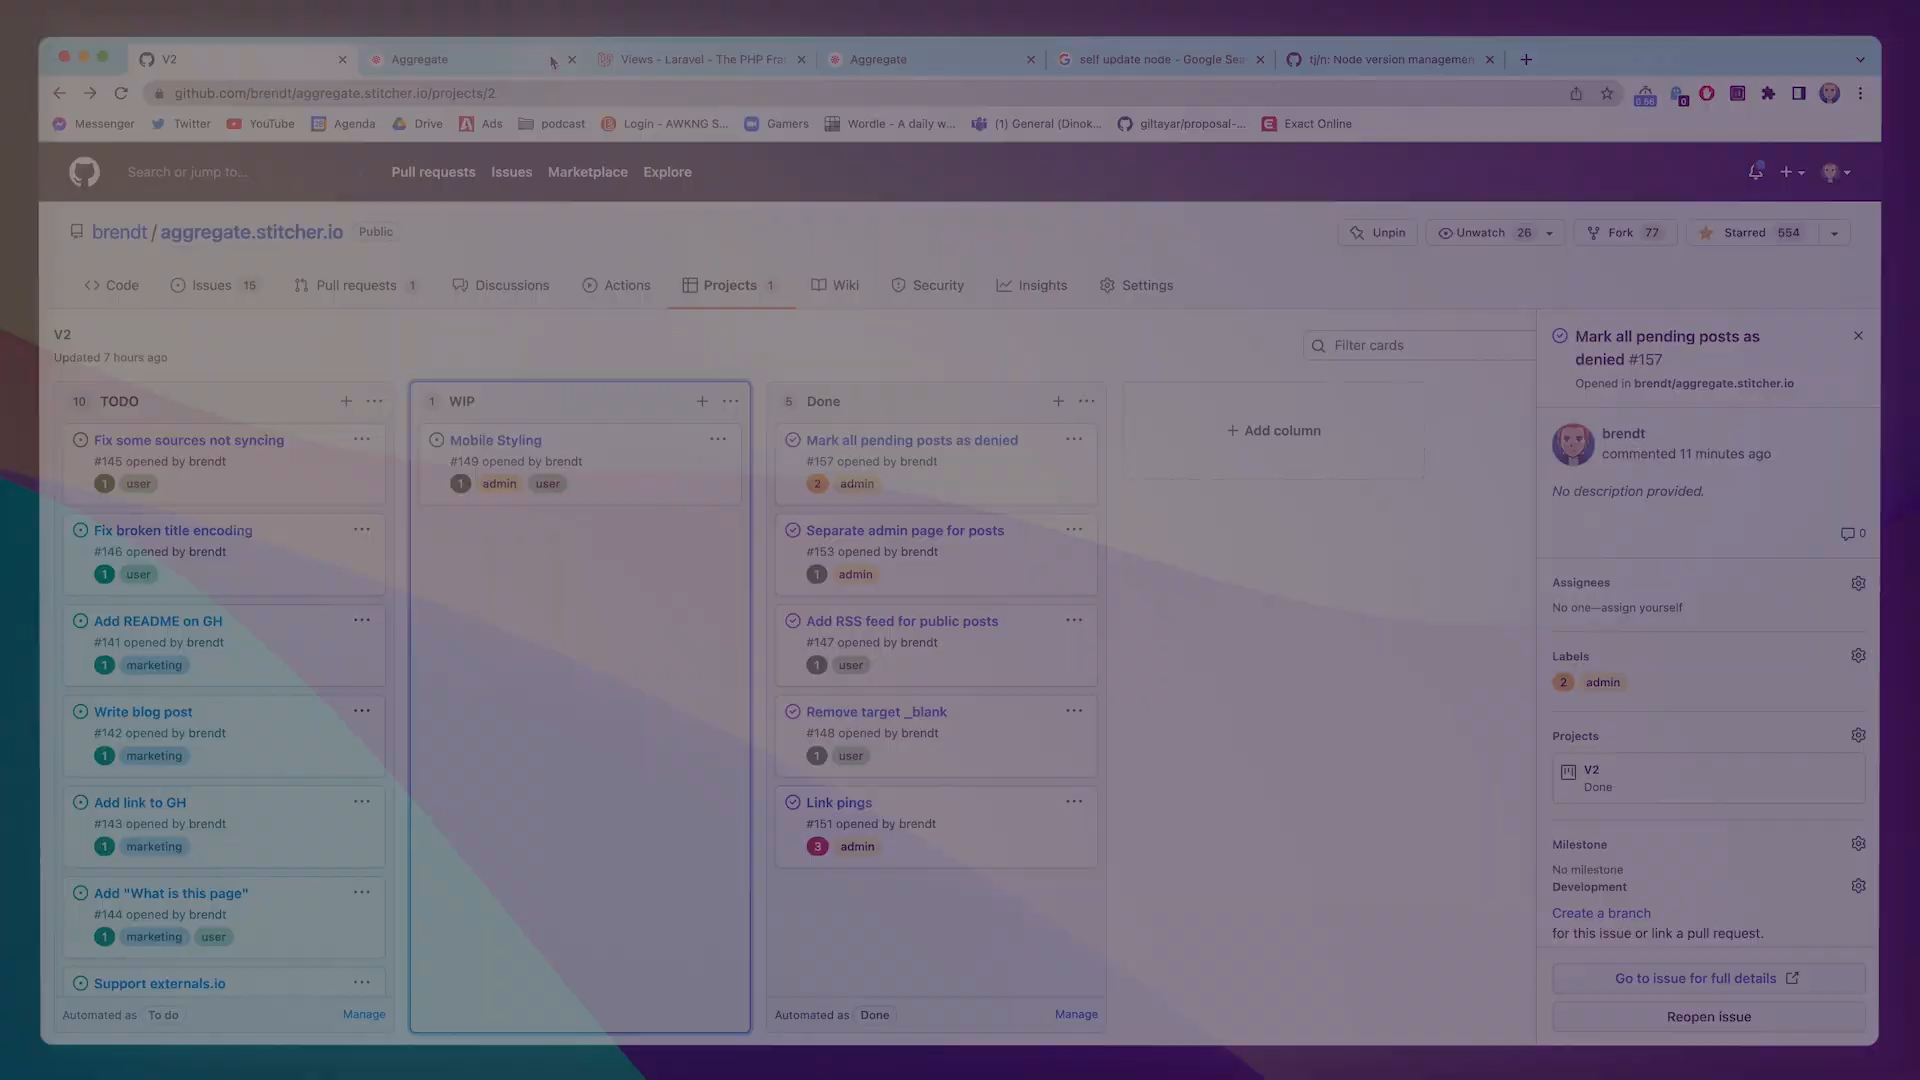 V2
Aggregate
Views - Laravel - The PHP Fra
Aggregate
self update node - Google Sea
tj/n: Node version managemen
github.com/brendt/aggregate.stitcher.io/projects/2
0.56
0
Messenger
Twitter
YouTube
Agenda
Drive
Ads
podcast
Login - AWKNG S...
Gamers
Wordle - A daily w...
(1) General (Dinok...
giltayar/proposal-...
Exact Online
Search or jump to...
Pull requests
Issues
Marketplace
Explore
brendt / aggregate.stitcher.io
Public
Unpin
Unwatch 26
Fork 77
Starred 554
Code
Issues 15
Pull requests 1
Discussions
Actions
Projects 1
Wiki
Security
Insights
Settings
V2
Updated 7 hours ago
Filter cards
10 TODO
Fix some sources not syncing
#145 opened by brendt
1 user
Fix broken title encoding
#146 opened by brendt
1 user
Add README on GH
#141 opened by brendt
1 marketing
Write blog post
#142 opened by brendt
1 marketing
Add link to GH
#143 opened by brendt
1 marketing
Add "What is this page"
#144 opened by brendt
1 marketing user
Support externals.io
Automated as To do
Manage
1 WIP
Mobile Styling
#149 opened by brendt
1 admin user
5 Done
Mark all pending posts as denied
#157 opened by brendt
2 admin
Separate admin page for posts
#153 opened by brendt
1 admin
Add RSS feed for public posts
#147 opened by brendt
1 user
Remove target _blank
#148 opened by brendt
1 user
Link pings
#151 opened by brendt
3 admin
Automated as Done
Manage
+ Add column
Mark all pending posts as
denied #157
Opened in brendt/aggregate.stitcher.io
brendt
commented 11 minutes ago
No description provided.
0
Assignees
No one—assign yourself
Labels
2 admin
Projects
V2
Done
Milestone
No milestone
Development
Create a branch
for this issue or link a pull request.
Go to issue for full details
Reopen issue